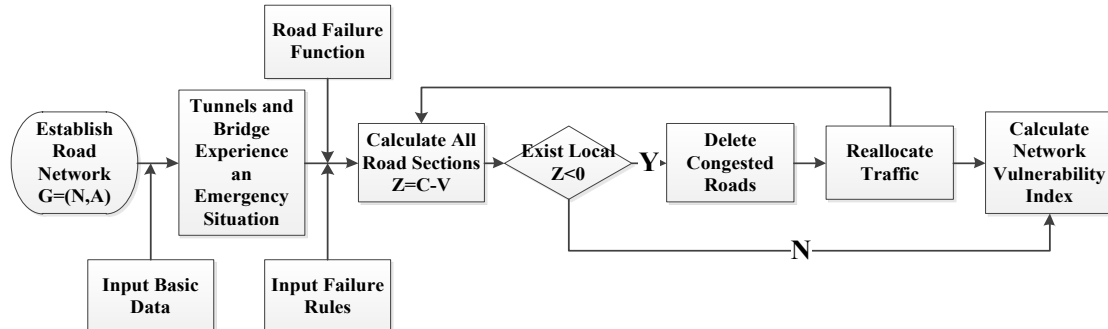 Road Failure
Function
Establish
Road
Network
G=(N,A)
Tunnels and
Bridge
Experience
an
Emergency
Situation
Calculate All
Road Sections
Z=C-V
Exist Local
Z<0
Y
Delete
Congested
Roads
Reallocate
Traffic
Calculate
Network
Vulnerability
Index
N
Input Basic
Data
Input Failure
Rules